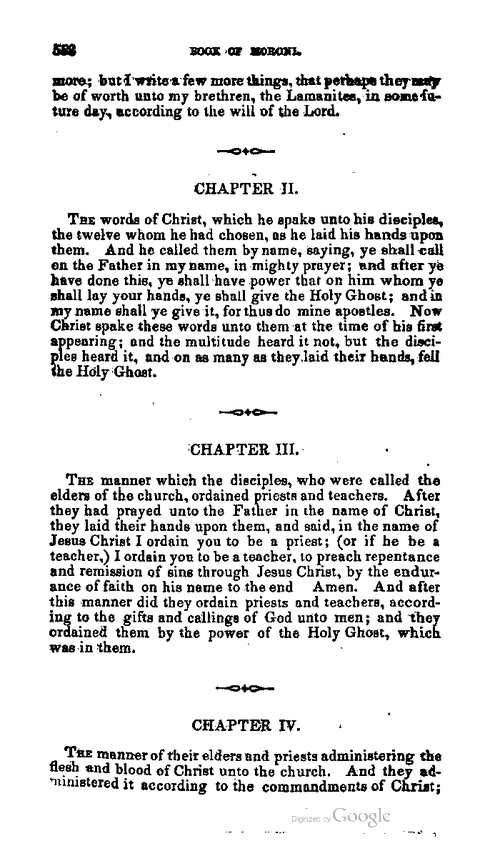 582 BOOK OF MORONI.
more; but I write a few more things, that perhaps they may
be of worth unto my brethren, the Lamanites, in some fu-
ture day, according to the will of the Lord.
CHAPTER II.
THE words of Christ, which he spake unto his disciples,
the twelve whom he had chosen, as he laid his hands upon
them. And he called them by name, saying, ye shall call
on the Father in my name, in mighty prayer; and after ye
have done this, ye shall have power that on him whom ye
shall lay your hands, ye shall give the Holy Ghost; and in
my name shall ye give it, for thus do mine apostles. Now
Christ spake these words unto them at the time of his first
appearing; and the multitude heard it not, but the disci-
ples heard it, and on as many as they laid their hands, fell
the Holy Ghost.
CHAPTER III.
THE manner which the disciples, who were called the
elders of the church, ordained priests and teachers. After
they had prayed unto the Father in the name of Christ,
they laid their hands upon them, and said, in the name of
Jesus Christ I ordain you to be a priest; (or if he be a
teacher,) I ordain you to be a teacher, to preach repentance
and remission of sins through Jesus Christ, by the endur-
ance of faith on his name to the end Amen. And after
this manner did they ordain priests and teachers, accord-
ing to the gifts and callings of God unto men; and they
ordained them by the power of the Holy Ghost, which
was in them.
CHAPTER IV.
THE manner of their elders and priests administering the
flesh and blood of Christ unto the church. And they ad-
ministered it according to the commandments of Christ;
Digitized by Google